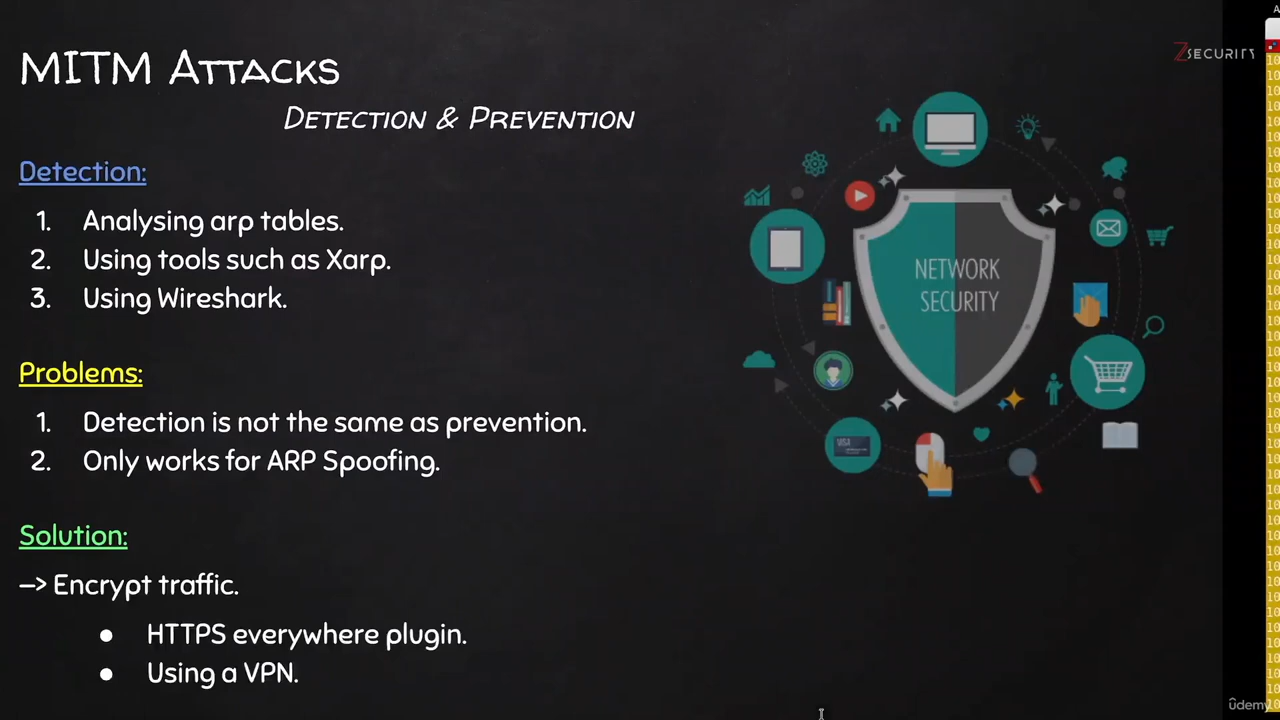 MITM Attacks
Detection & Prevention
ZSECURITY
Detection:
1. Analysing arp tables.
2. Using tools such as Xarp.
3. Using Wireshark.
NETWORK
SECURITY
Problems:
1. Detection is not the same as prevention.
2. Only works for ARP Spoofing.
VISA
Solution:
—> Encrypt traffic.
● HTTPS everywhere plugin.
● Using a VPN.
ûdemy